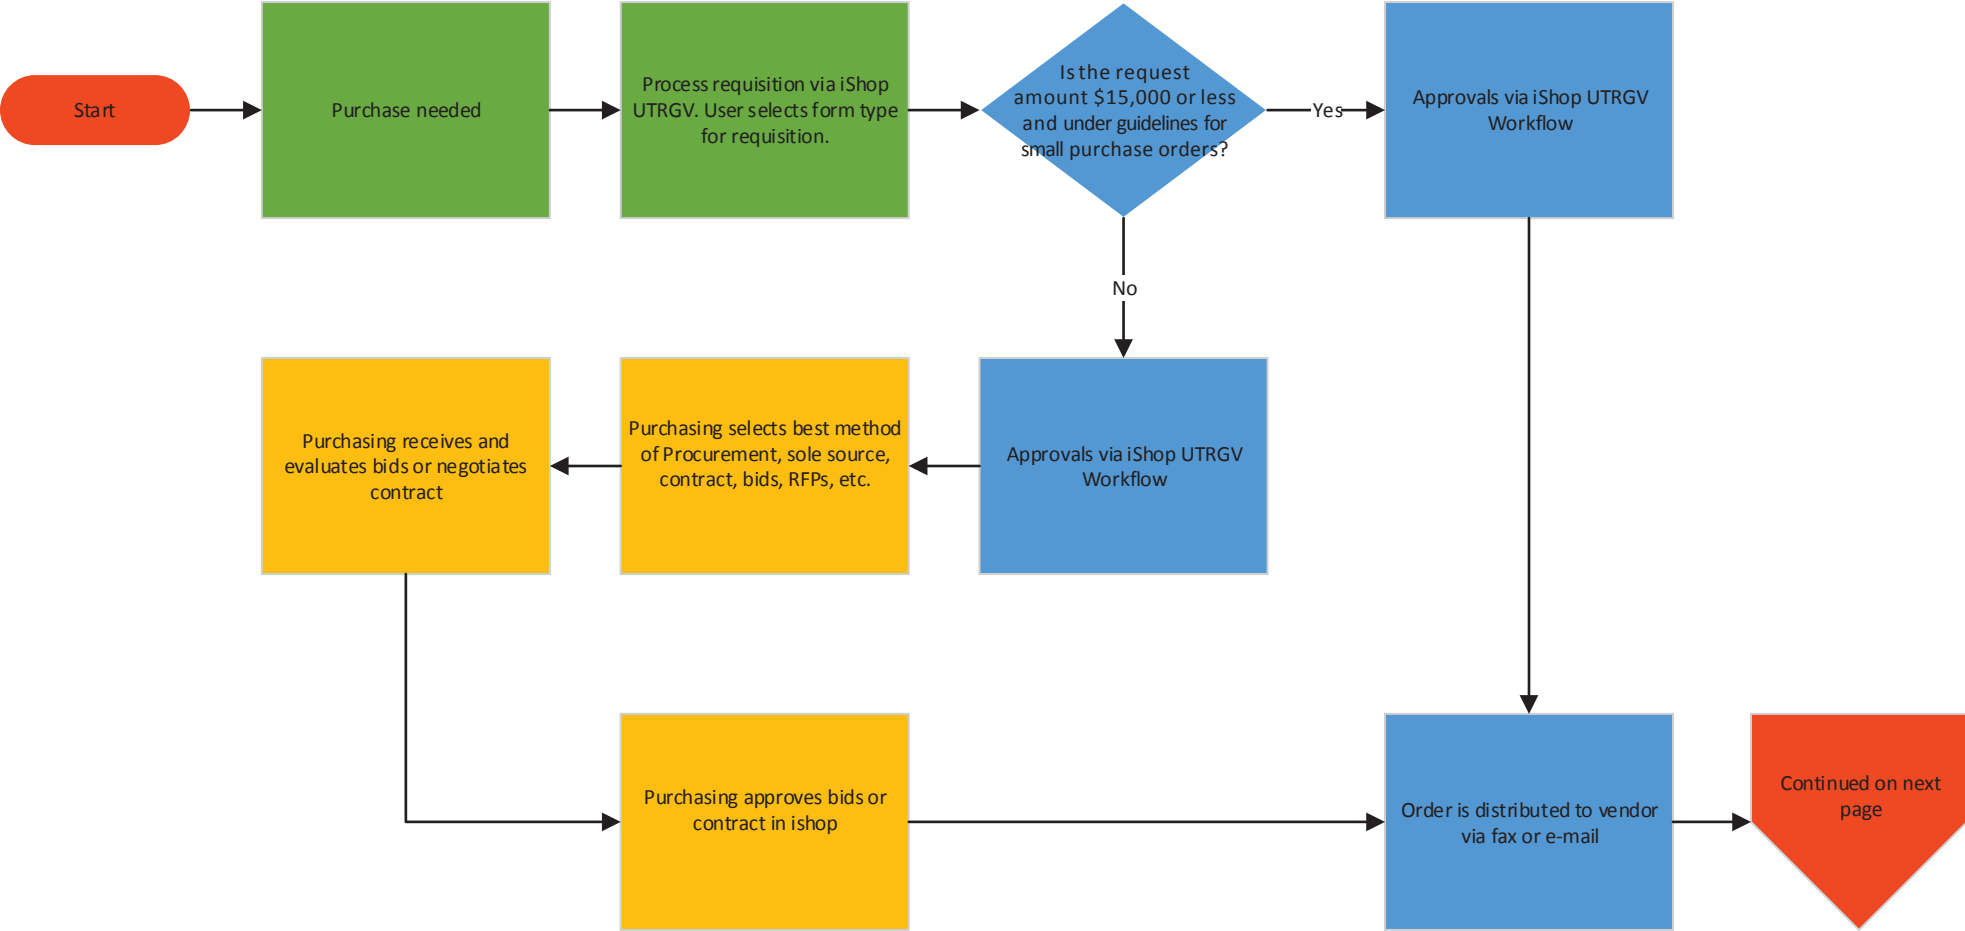 Start
Purchase needed
Process requisition via iShop
UTRGV. User selects form type
for requisition.
Is the request
amount $15,000 or less
and under guidelines for
small purchase orders?
Yes
Approvals via iShop UTRGV
Workflow
No
Purchasing receives and
evaluates bids or negotiates
contract
Purchasing selects best method
of Procurement, sole source,
contract, bids, RFPs, etc.
Approvals via iShop UTRGV
Workflow
Purchasing approves bids or
contract in ishop
Order is distributed to vendor
via fax or e-mail
Continued on next
page